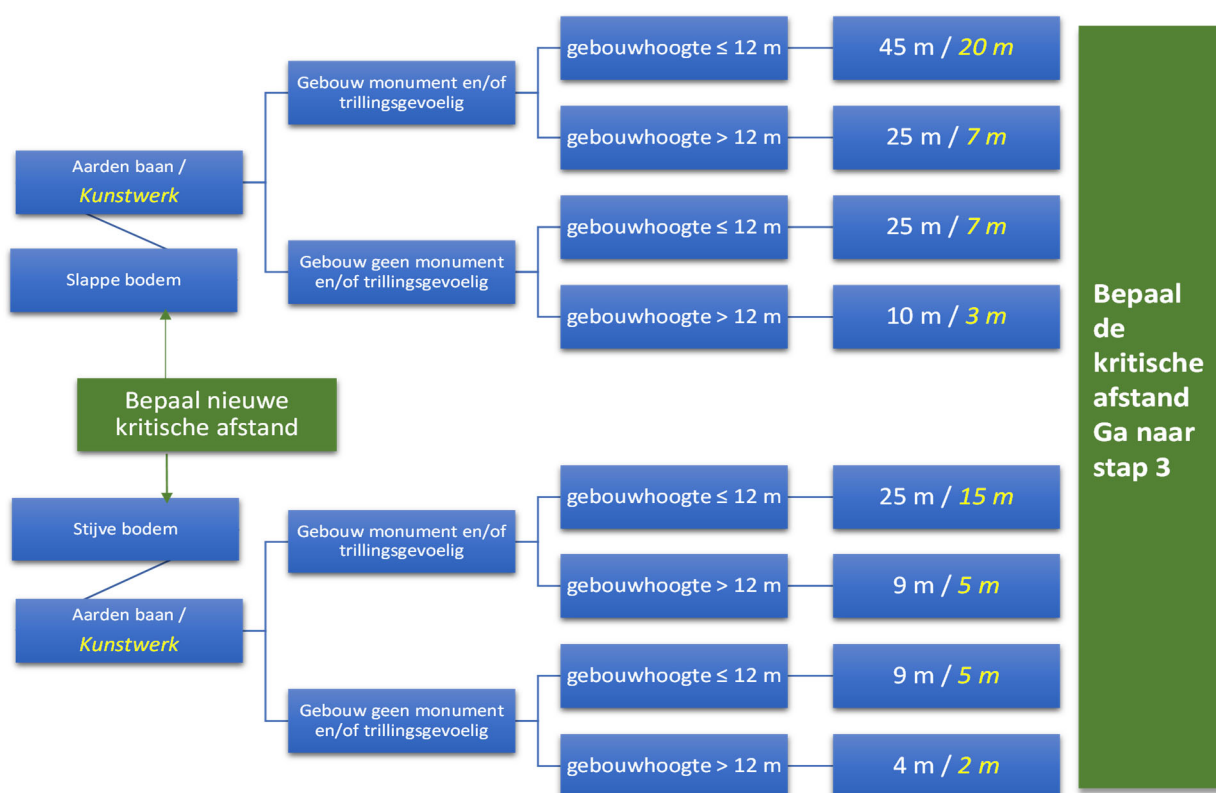 Aarden baan /
Kunstwerk
Slappe bodem
Gebouw monument en/of
trillingsgevoelig
gebouwhoogte ≤ 12 m
45 m / 20 m
gebouwhoogte > 12 m
25 m / 7 m
Gebouw geen monument
en/of trillingsgevoelig
gebouwhoogte ≤ 12 m
25 m / 7 m
gebouwhoogte > 12 m
10 m / 3 m
Bepaal nieuwe
kritische afstand
Stijve bodem
Aarden baan /
Kunstwerk
Gebouw monument en/of
trillingsgevoelig
gebouwhoogte ≤ 12 m
25 m / 15 m
gebouwhoogte > 12 m
9 m / 5 m
Gebouw geen monument
en/of trillingsgevoelig
gebouwhoogte ≤ 12 m
9 m / 5 m
gebouwhoogte > 12 m
4 m / 2 m
Bepaal
de
kritische
afstand
Ga naar
stap 3